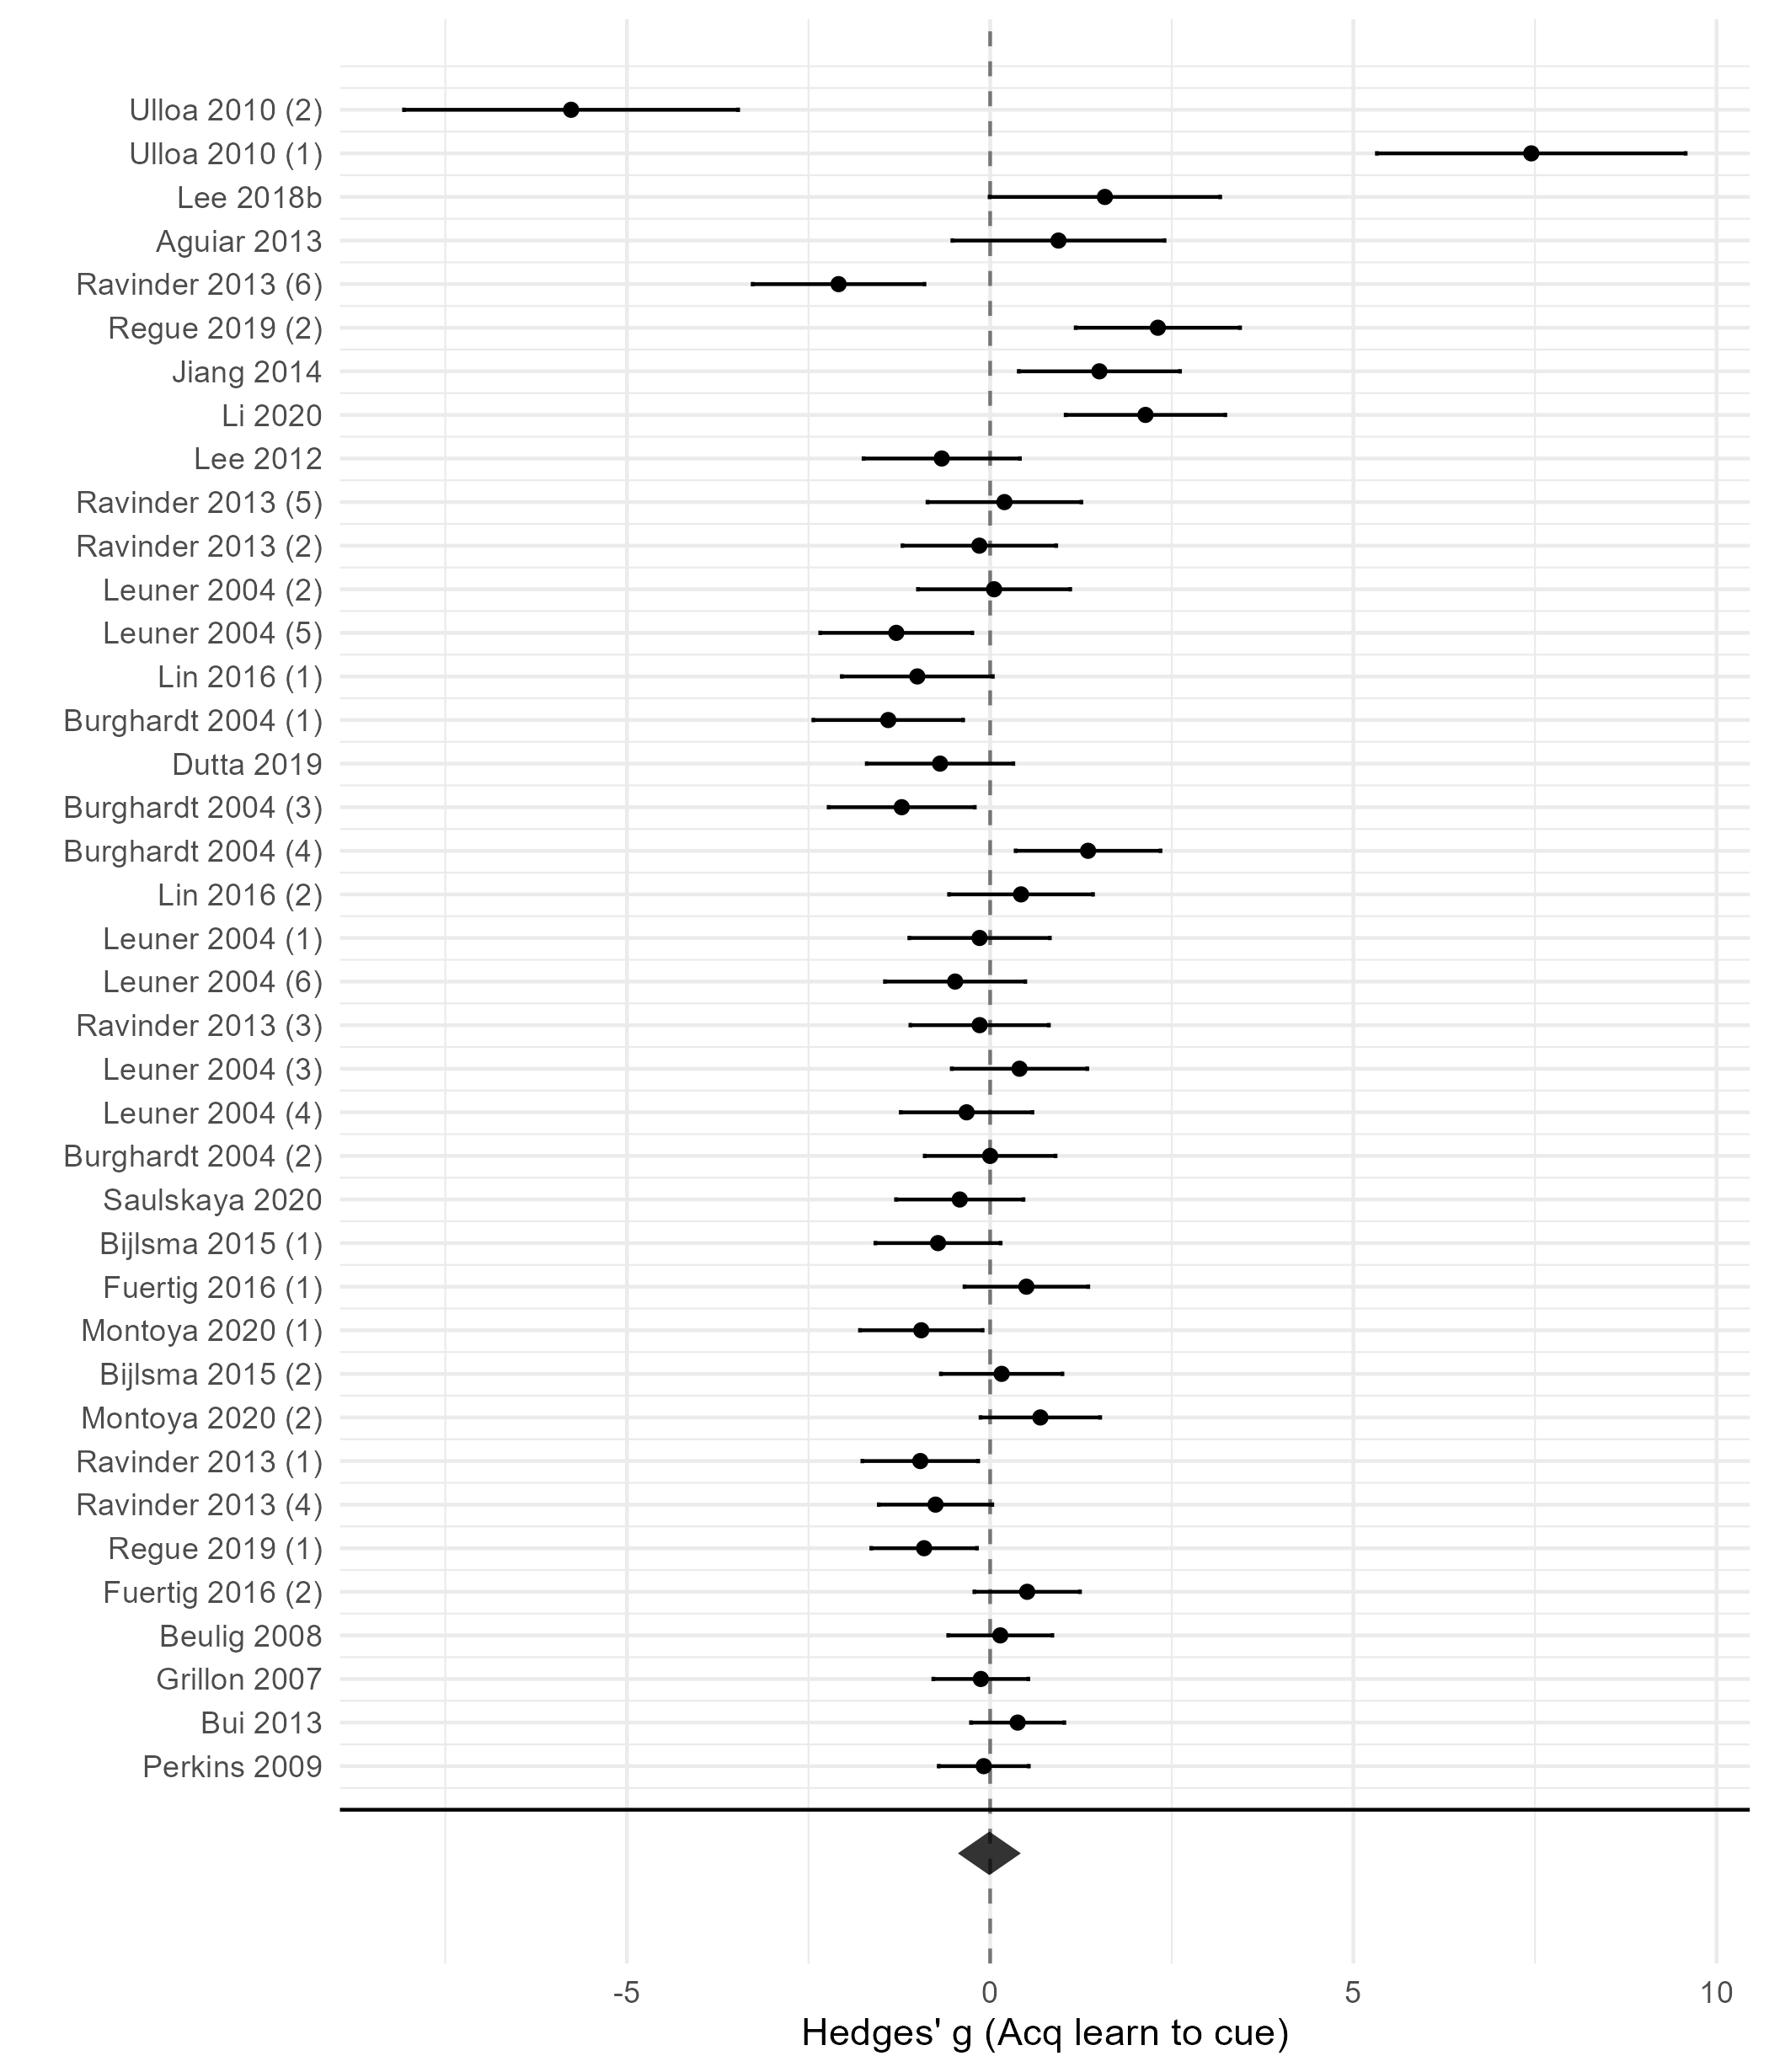 Ulloa 2010 (2)
Ulloa 2010 (1)
Lee 2018b
Aguiar 2013
Ravinder 2013 (6)
Regue 2019 (2)
Jiang 2014
Li 2020
Lee 2012
Ravinder 2013 (5)
Ravinder 2013 (2)
Leuner 2004 (2)
Leuner 2004 (5)
Lin 2016 (1)
Burghardt 2004 (1)
Dutta 2019
Burghardt 2004 (3)
Burghardt 2004 (4)
Lin 2016 (2)
Leuner 2004 (1)
Leuner 2004 (6)
Ravinder 2013 (3)
Leuner 2004 (3)
Leuner 2004 (4)
Burghardt 2004 (2)
Saulskaya 2020
Bijlsma 2015 (1)
Fuertig 2016 (1)
Montoya 2020 (1)
Bijlsma 2015 (2)
Montoya 2020 (2)
Ravinder 2013 (1)
Ravinder 2013 (4)
Regue 2019 (1)
Fuertig 2016 (2)
Beulig 2008
Grillon 2007
Bui 2013
Perkins 2009
-5 0 5 10
Hedges' g (Acq learn to cue)